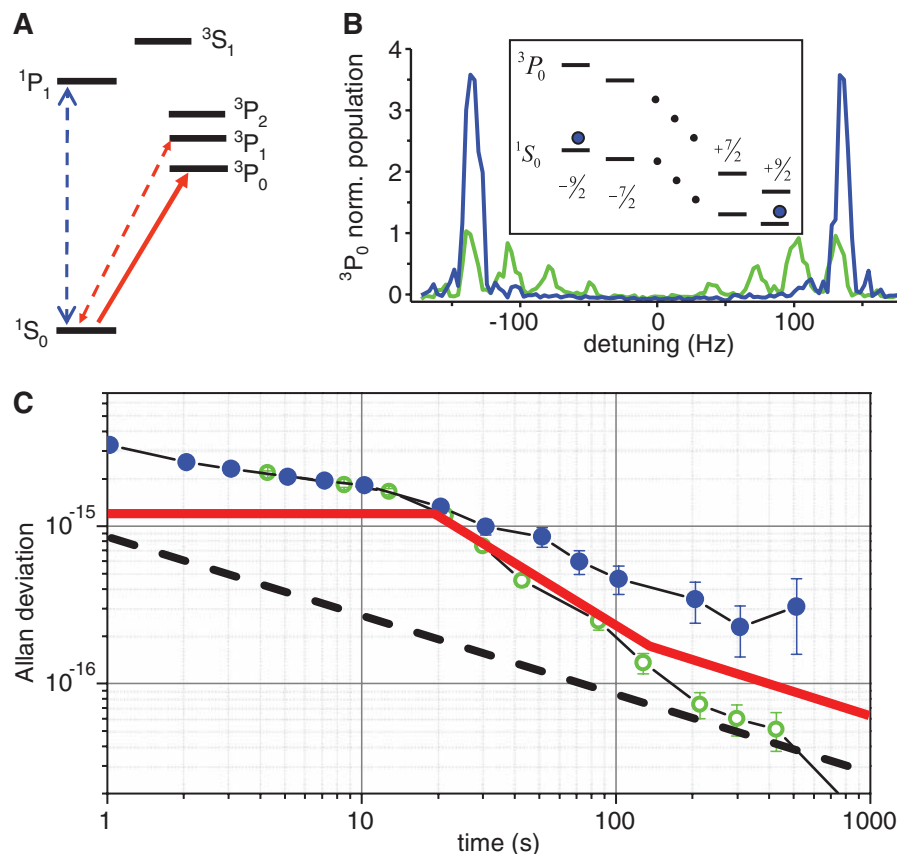 A
³S₁
¹P₁
³P₂
³P₁
³P₀
¹S₀
B
³P₀ norm. population
4
3
2
1
0
³P₀
¹S₀
−9/2
−7/2
+7/2
+9/2
-100
0
100
detuning (Hz)
C
Allan deviation
10⁻¹⁵
10⁻¹⁶
1
10
100
1000
time (s)